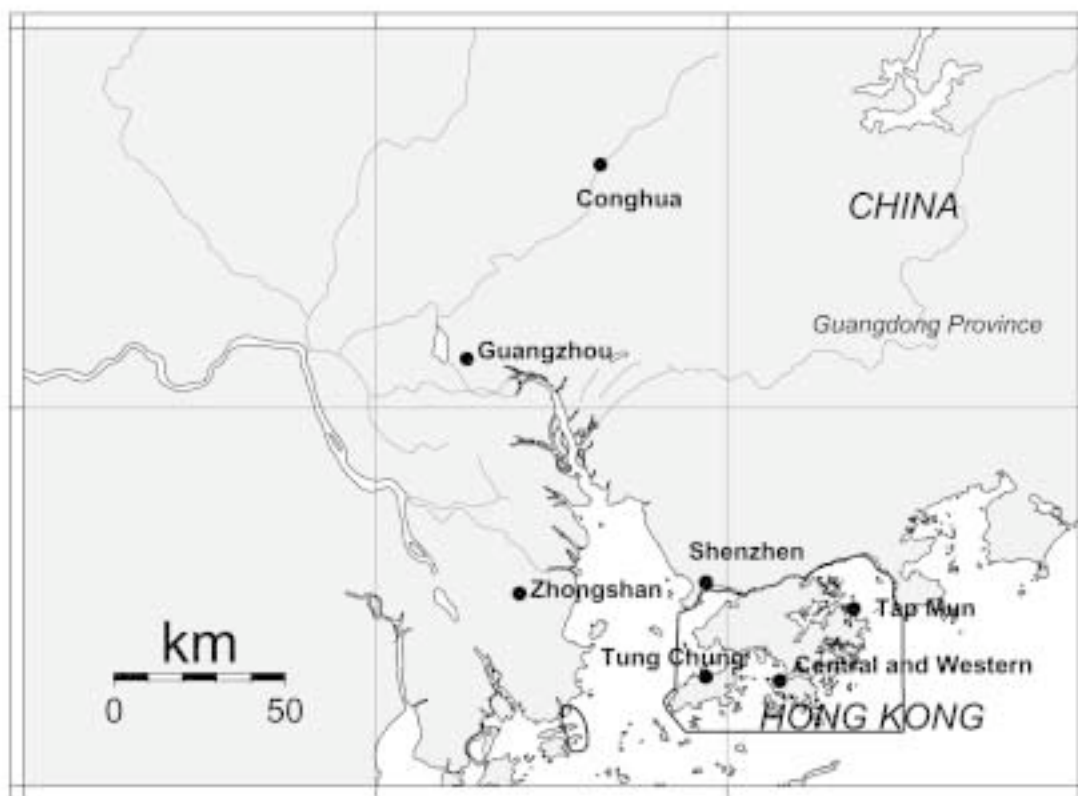 Conghua
CHINA
Guangdong Province
Guangzhou
Shenzhen
Zhongshan
Tap Mun
km
Tung Chung
Central and Western
0 50
HONG KONG